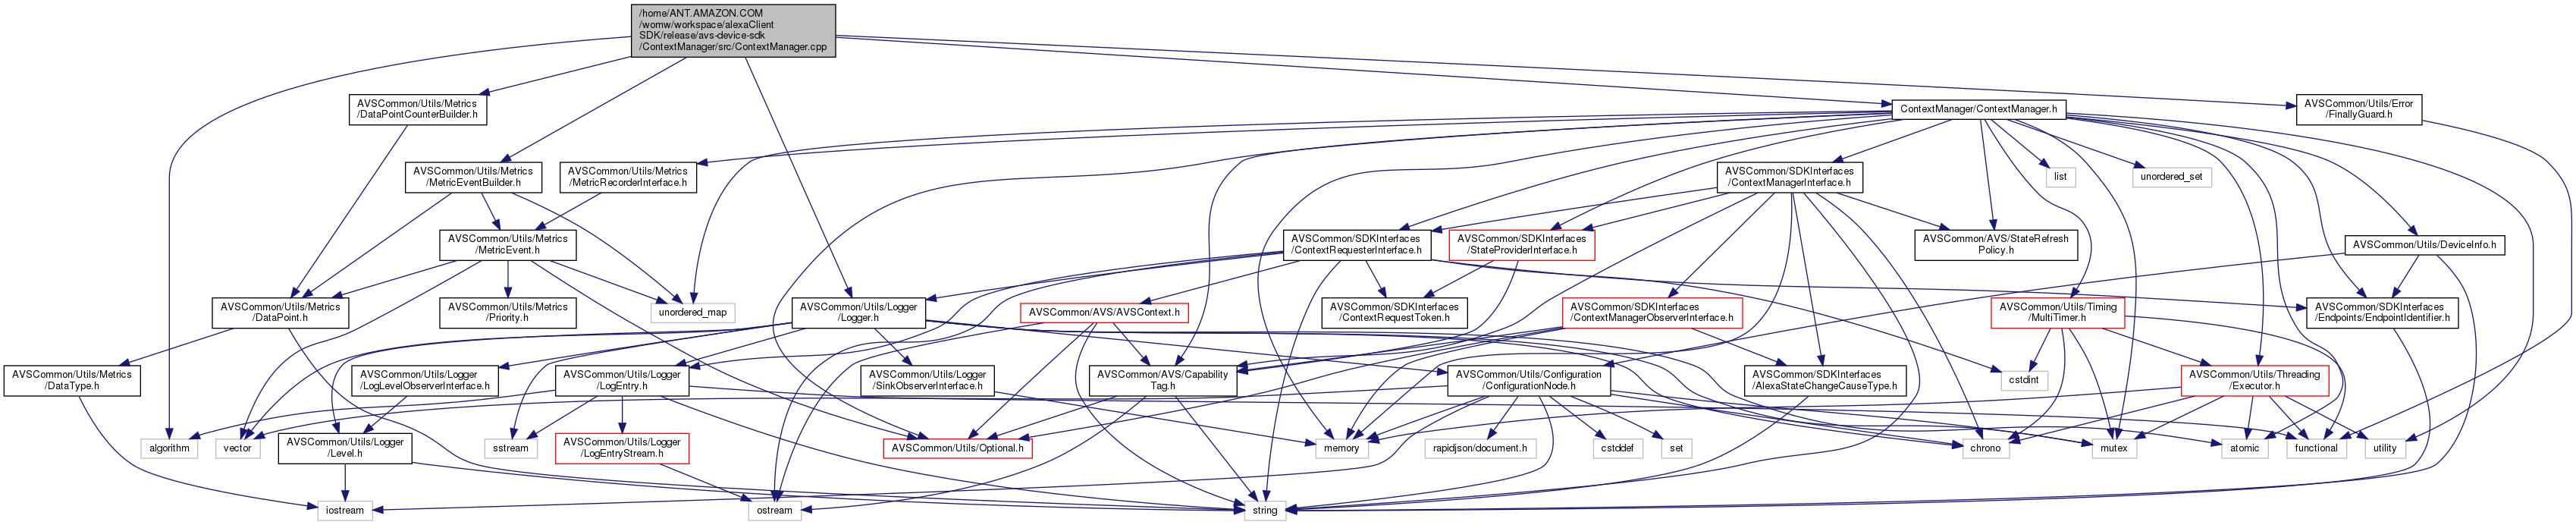 /home/ANT.AMAZON.COM
/womw/workspace/alexaClient
SDK/release/avs-device-sdk
/ContextManager/src/ContextManager.cpp
AVSCommon/Utils/Metrics
/DataPointCounterBuilder.h
ContextManager/ContextManager.h
AVSCommon/Utils/Error
/FinallyGuard.h
AVSCommon/Utils/Metrics
/MetricEventBuilder.h
AVSCommon/Utils/Metrics
/MetricRecorderInterface.h
AVSCommon/SDKInterfaces
/ContextManagerInterface.h
list
unordered_set
AVSCommon/Utils/Metrics
/MetricEvent.h
AVSCommon/SDKInterfaces
/ContextRequesterInterface.h
AVSCommon/SDKInterfaces
/StateProviderInterface.h
AVSCommon/AVS/StateRefresh
Policy.h
AVSCommon/Utils/DeviceInfo.h
AVSCommon/Utils/Metrics
/DataPoint.h
AVSCommon/Utils/Metrics
/Priority.h
unordered_map
AVSCommon/Utils/Logger
/Logger.h
AVSCommon/AVS/AVSContext.h
AVSCommon/SDKInterfaces
/ContextRequestToken.h
AVSCommon/SDKInterfaces
/ContextManagerObserverInterface.h
AVSCommon/Utils/Timing
/MultiTimer.h
AVSCommon/SDKInterfaces
/Endpoints/EndpointIdentifier.h
AVSCommon/Utils/Metrics
/DataType.h
AVSCommon/Utils/Logger
/LogLevelObserverInterface.h
AVSCommon/Utils/Logger
/LogEntry.h
AVSCommon/Utils/Logger
/SinkObserverInterface.h
AVSCommon/AVS/Capability
Tag.h
AVSCommon/Utils/Configuration
/ConfigurationNode.h
AVSCommon/SDKInterfaces
/AlexaStateChangeCauseType.h
cstdint
AVSCommon/Utils/Threading
/Executor.h
algorithm
vector
AVSCommon/Utils/Logger
/Level.h
sstream
AVSCommon/Utils/Logger
/LogEntryStream.h
AVSCommon/Utils/Optional.h
memory
rapidjson/document.h
cstddef
set
chrono
mutex
atomic
functional
utility
iostream
ostream
string